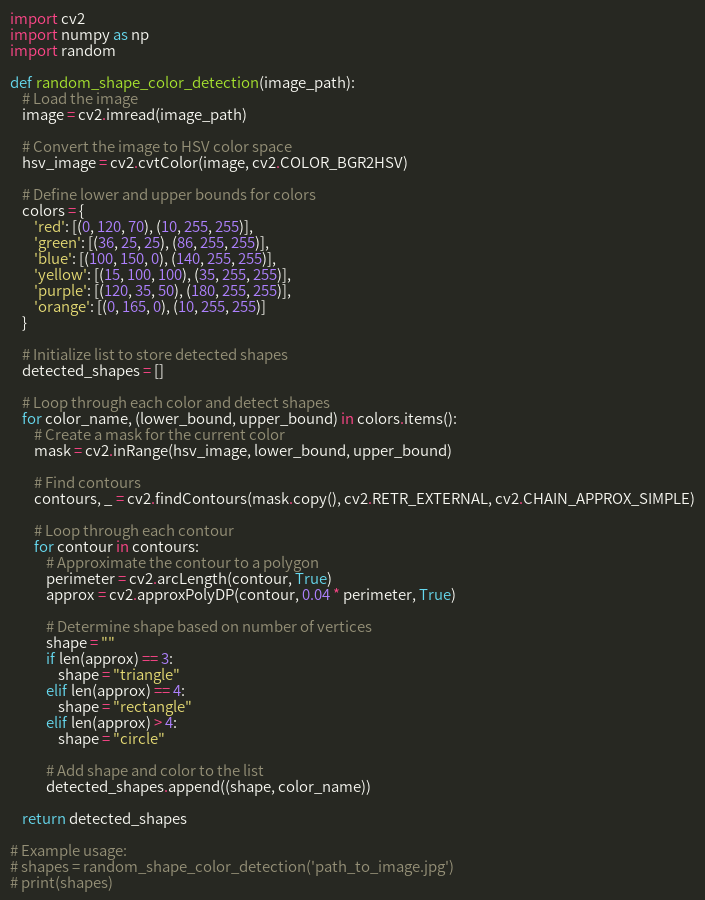 import cv2
import numpy as np
import random

def random_shape_color_detection(image_path):
    # Load the image
    image = cv2.imread(image_path)

    # Convert the image to HSV color space
    hsv_image = cv2.cvtColor(image, cv2.COLOR_BGR2HSV)

    # Define lower and upper bounds for colors
    colors = {
        'red': [(0, 120, 70), (10, 255, 255)],
        'green': [(36, 25, 25), (86, 255, 255)],
        'blue': [(100, 150, 0), (140, 255, 255)],
        'yellow': [(15, 100, 100), (35, 255, 255)],
        'purple': [(120, 35, 50), (180, 255, 255)],
        'orange': [(0, 165, 0), (10, 255, 255)]
    }

    # Initialize list to store detected shapes
    detected_shapes = []

    # Loop through each color and detect shapes
    for color_name, (lower_bound, upper_bound) in colors.items():
        # Create a mask for the current color
        mask = cv2.inRange(hsv_image, lower_bound, upper_bound)

        # Find contours
        contours, _ = cv2.findContours(mask.copy(), cv2.RETR_EXTERNAL, cv2.CHAIN_APPROX_SIMPLE)

        # Loop through each contour
        for contour in contours:
            # Approximate the contour to a polygon
            perimeter = cv2.arcLength(contour, True)
            approx = cv2.approxPolyDP(contour, 0.04 * perimeter, True)

            # Determine shape based on number of vertices
            shape = ""
            if len(approx) == 3:
                shape = "triangle"
            elif len(approx) == 4:
                shape = "rectangle"
            elif len(approx) > 4:
                shape = "circle"

            # Add shape and color to the list
            detected_shapes.append((shape, color_name))

    return detected_shapes

# Example usage:
# shapes = random_shape_color_detection('path_to_image.jpg')
# print(shapes)